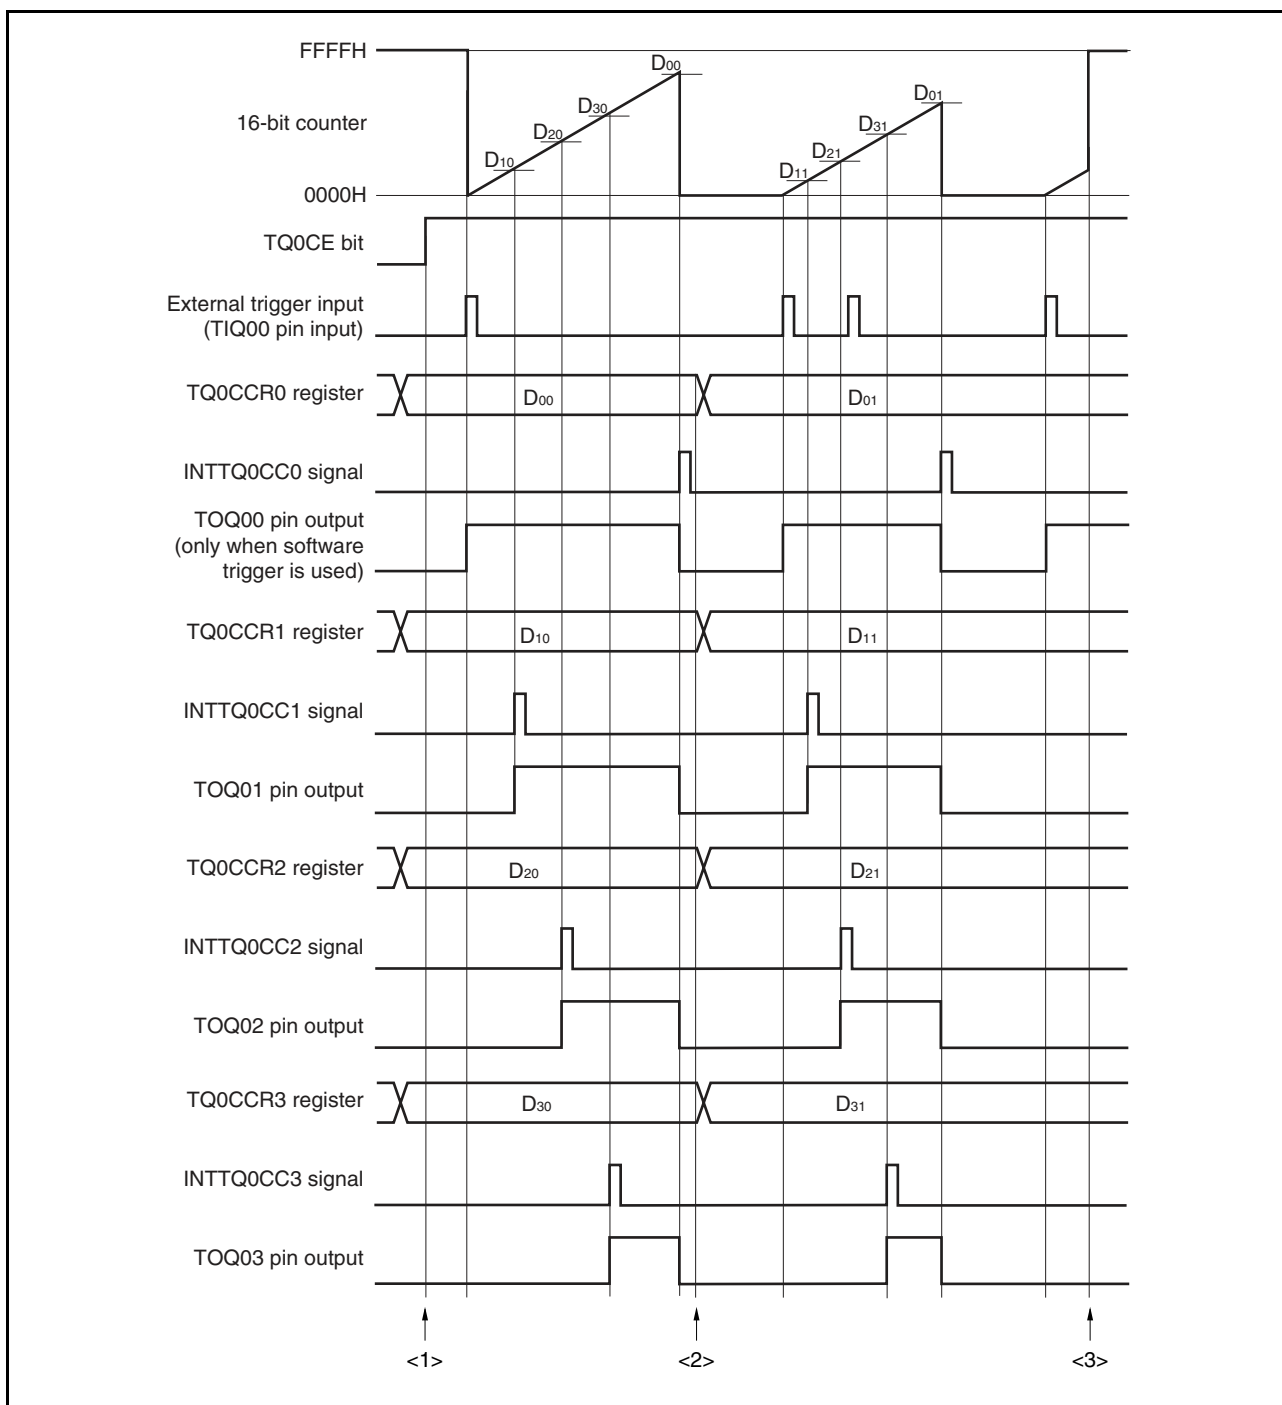 FFFFH
D00
D30
D20
D10
D01
D31
D21
D11
16-bit counter
0000H
TQ0CE bit
External trigger input
(TIQ00 pin input)
TQ0CCR0 register
D00
D01
INTTQ0CC0 signal
TOQ00 pin output
(only when software
trigger is used)
TQ0CCR1 register
D10
D11
INTTQ0CC1 signal
TOQ01 pin output
TQ0CCR2 register
D20
D21
INTTQ0CC2 signal
TOQ02 pin output
TQ0CCR3 register
D30
D31
INTTQ0CC3 signal
TOQ03 pin output
<1>
<2>
<3>